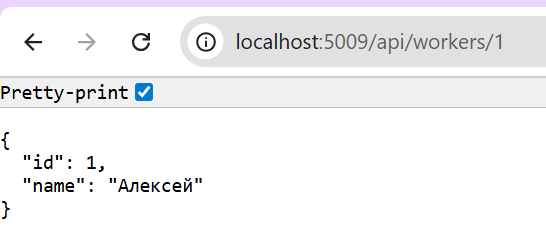 localhost:5009/api/workers/1
Pretty-print
{
"id": 1,
"name": "Алексей"
}